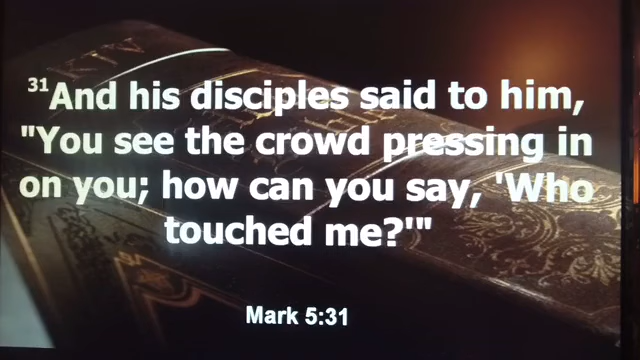 KJV
³¹And his disciples said to him,
"You see the crowd pressing in
on you; how can you say, 'Who
touched me?'"
Mark 5:31